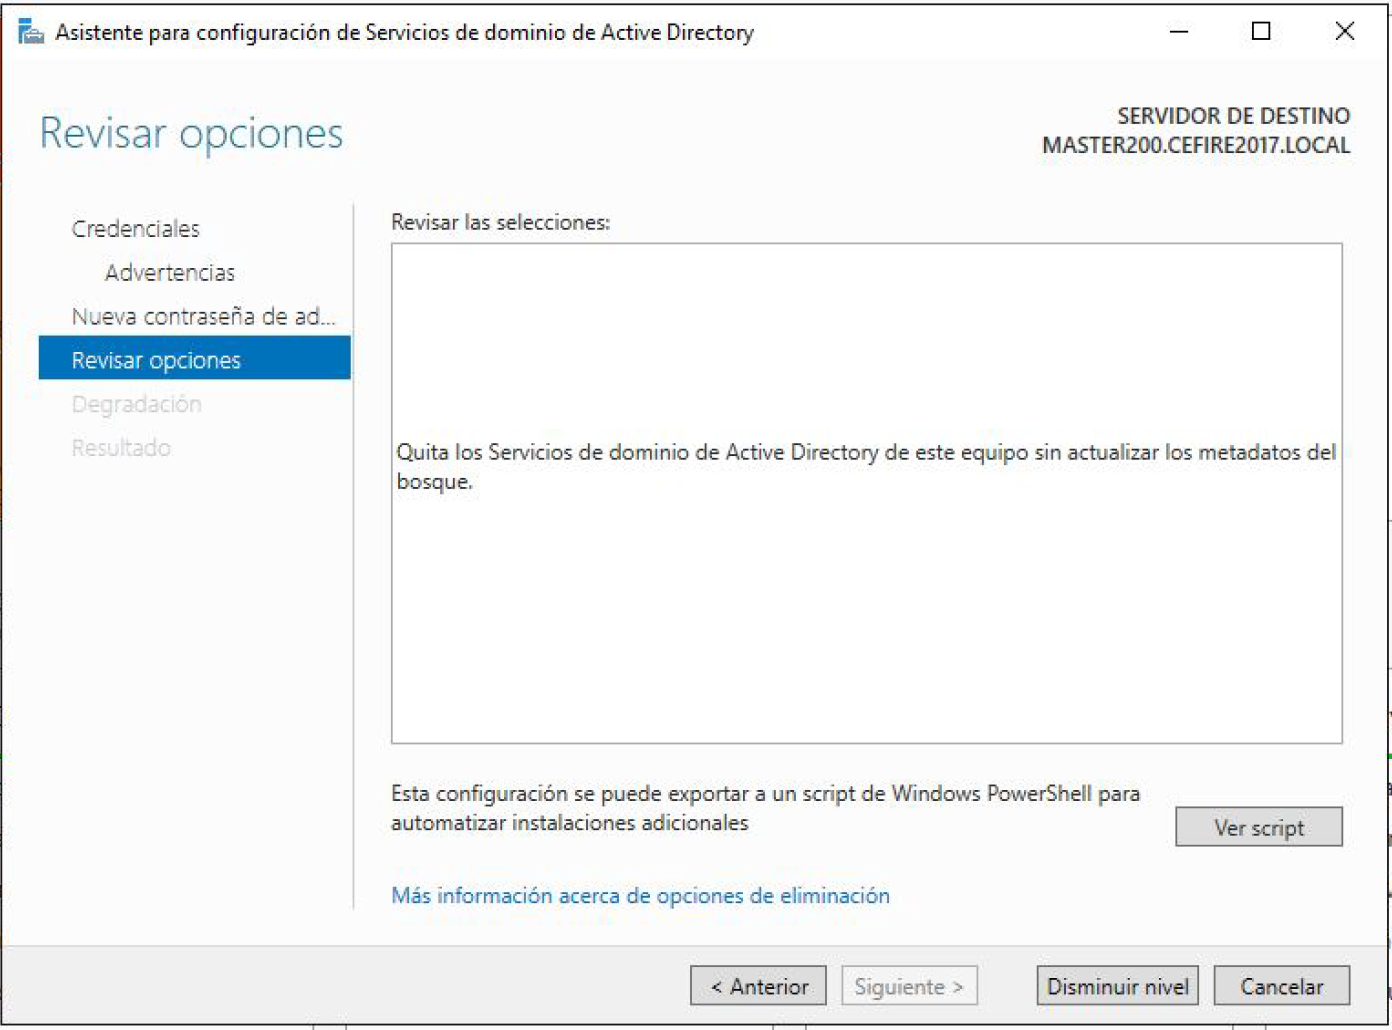 Asistente para configuración de Servicios de dominio de Active Directory
Revisar opciones
SERVIDOR DE DESTINO
MASTER200.CEFIRE2017.LOCAL
Credenciales
Advertencias
Nueva contraseña de ad...
Revisar opciones
Degradación
Resultado
Revisar las selecciones:
Quita los Servicios de dominio de Active Directory de este equipo sin actualizar los metadatos del
bosque.
Esta configuración se puede exportar a un script de Windows PowerShell para
automatizar instalaciones adicionales
Ver script
Más información acerca de opciones de eliminación
< Anterior
Siguiente >
Disminuir nivel
Cancelar